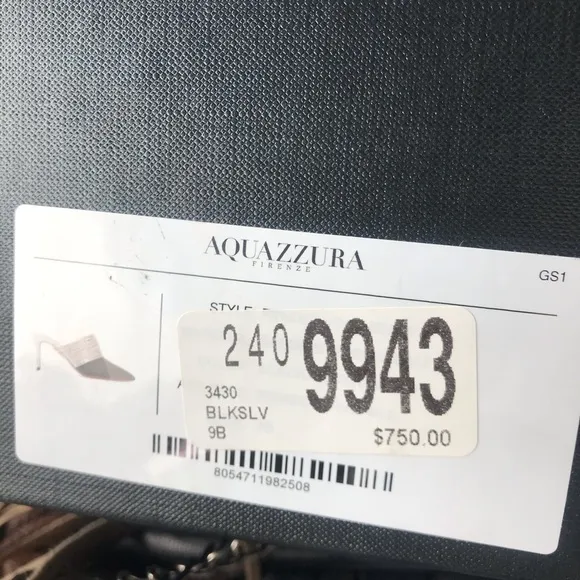 AQUAZZURA
FIRENZE
GS1
STYLE
240 9943
3430
BLKSLV
9B
$750.00
8054711982508